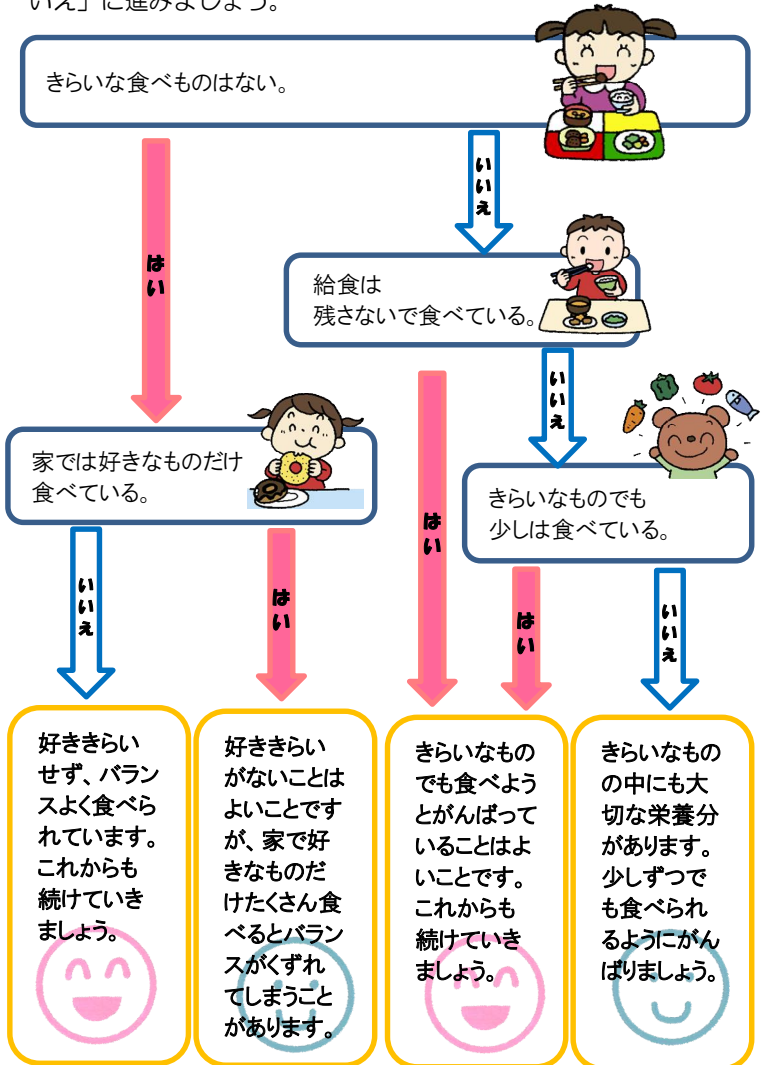 いえ」に進みましょう。
きらいな食べものはない。
はい
いいえ
給食は
残さないで食べている。
はい
いいえ
家では好きなものだけ
食べている。
きらいなものでも
少しは食べている。
いいえ
はい
はい
いいえ
好ききらい
せず、バラン
スよく食べら
れています。
これからも
続けていき
ましょう。
好ききらい
がないことは
よいことです
が、家で好
きなものだ
けたくさん食
べるとバラン
スがくずれ
てしまうこと
があります。
きらいなもの
でも食べよう
とがんばって
いることはよ
いことです。
これからも
続けていき
ましょう。
きらいなもの
の中にも大
切な栄養分
があります。
少しずつで
も食べられ
るようにがん
ばりましょう。